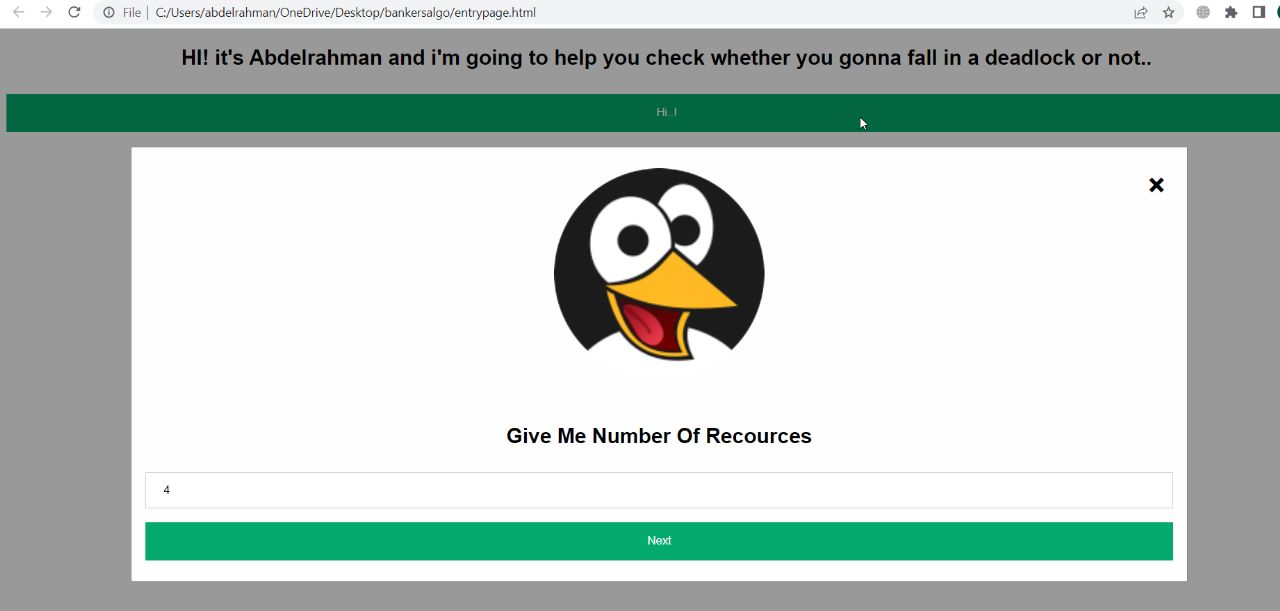 File | C:/Users/abdelrahman/OneDrive/Desktop/bankersalgo/entrypage.html
HI! it's Abdelrahman and i'm going to help you check whether you gonna fall in a deadlock or not..
Hi..!
Give Me Number Of Recources
4
Next